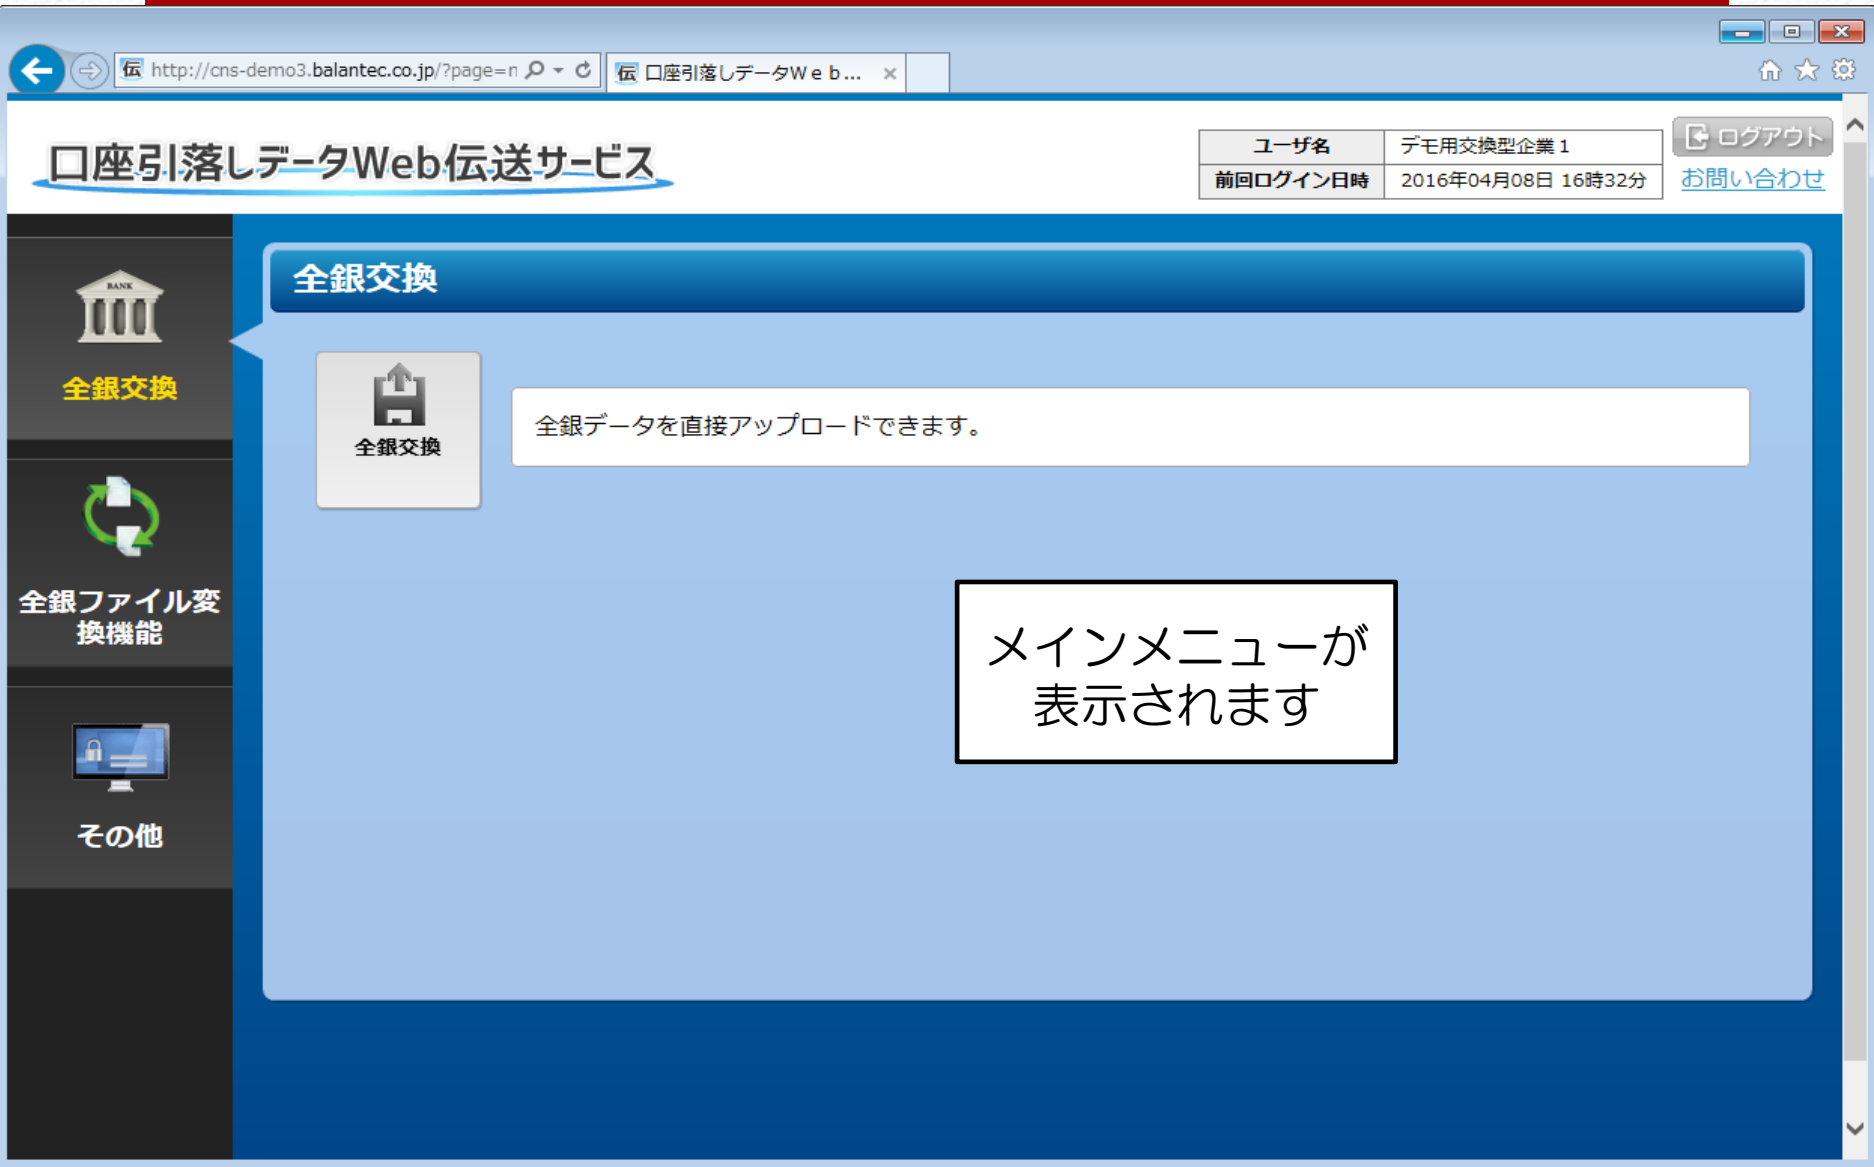 http://cns-demo3.balantec.co.jp/?page=n
伝 口座引落しデータWeb...
口座引落しデータWeb伝送サービス
ユーザ名 デモ用交換型企業1
前回ログイン日時 2016年04月08日 16時32分
ログアウト
お問い合わせ
BANK
全銀交換
全銀ファイル変
換機能
その他
全銀交換
全銀交換
全銀データを直接アップロードできます。
メインメニューが
表示されます